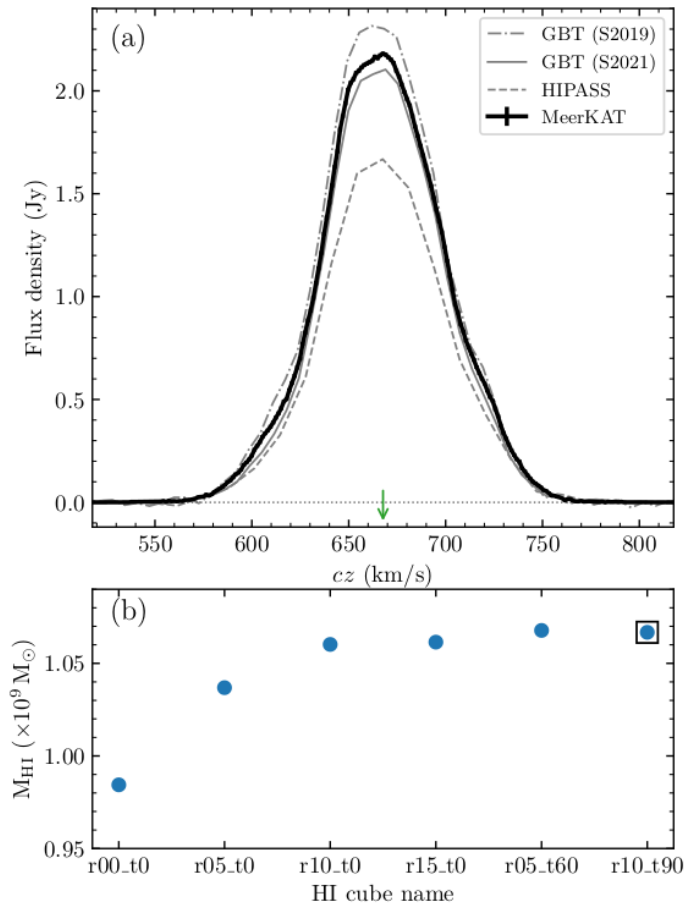 (a)
GBT (S2019)
GBT (S2021)
HIPASS
MeerKAT
2.0
1.5
1.0
0.5
0.0
Flux density (Jy)
550 600 650 700 750 800
cz (km/s)
(b)
1.05
1.00
0.95
M_HI (×10⁹ M_⊙)
r00_t0 r05_t0 r10_t0 r15_t0 r05_t60 r10_t90
HI cube name